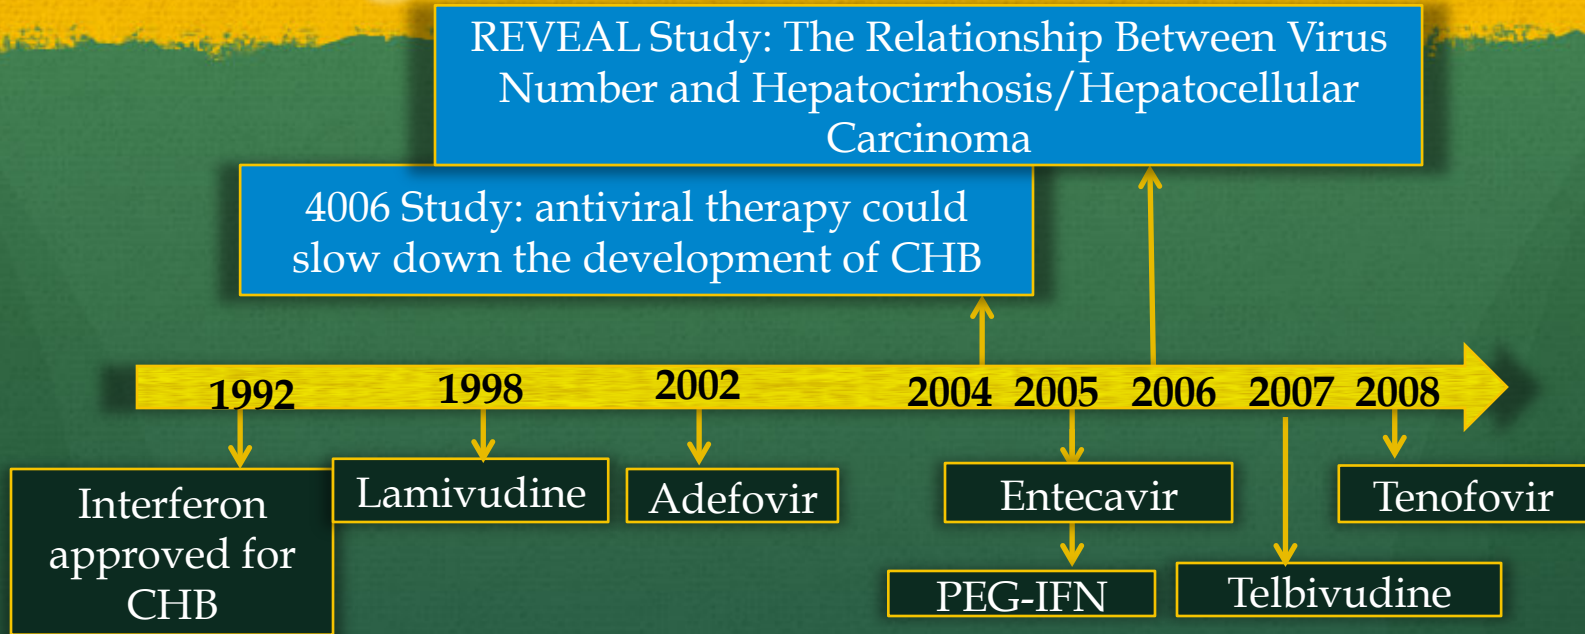 REVEAL Study: The Relationship Between Virus
Number and Hepatocirrhosis/Hepatocellular
Carcinoma
4006 Study: antiviral therapy could
slow down the development of CHB
1992
1998
2002
2004
2005
2006
2007
2008
Interferon
approved for
CHB
Lamivudine
Adefovir
Entecavir
PEG-IFN
Telbivudine
Tenofovir